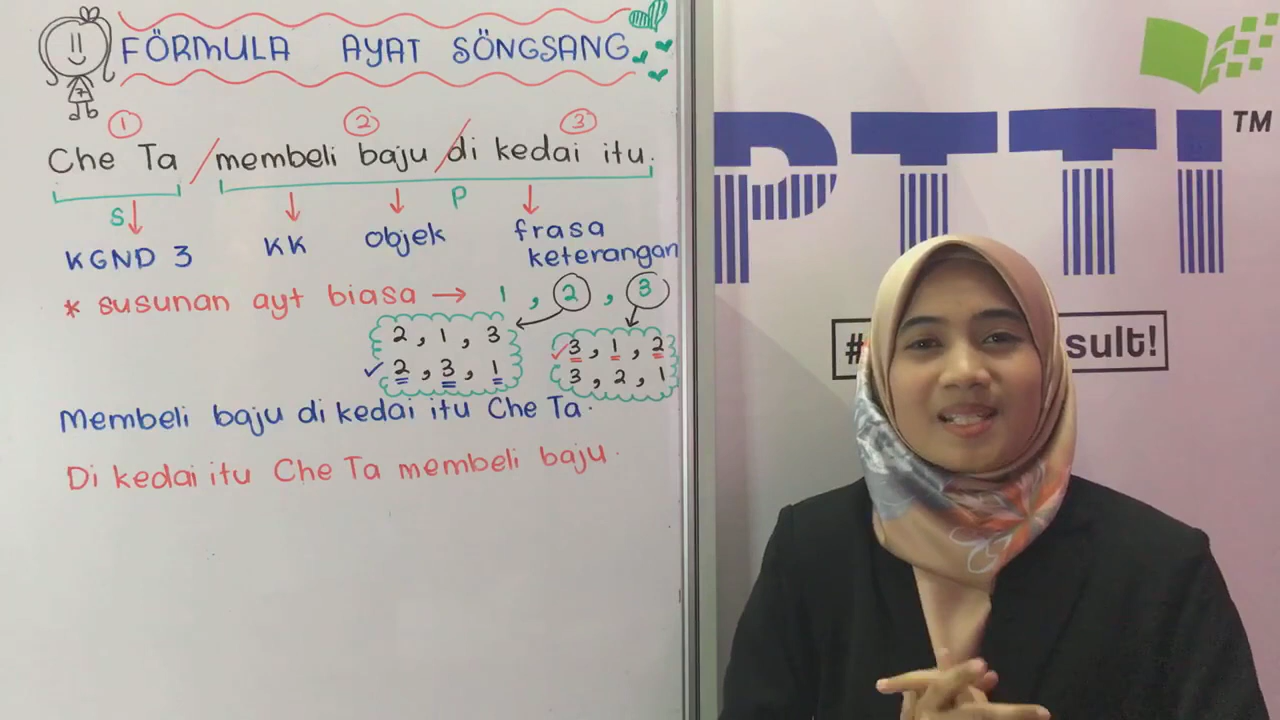 FÖRMULA AYAT SÖNGSANG
1 2 3
Che Ta / membeli baju / di kedai itu.
S P
KGND 3 KK objek frasa
keterangan
* susunan ayt biasa → 1 , 2 , 3
2 , 1 , 3
2 , 3 , 1
3 , 1 , 2
3 , 2 , 1
Membeli baju di kedai itu Che Ta.
Di kedai itu Che Ta membeli baju.
PTTI TM
# sult!